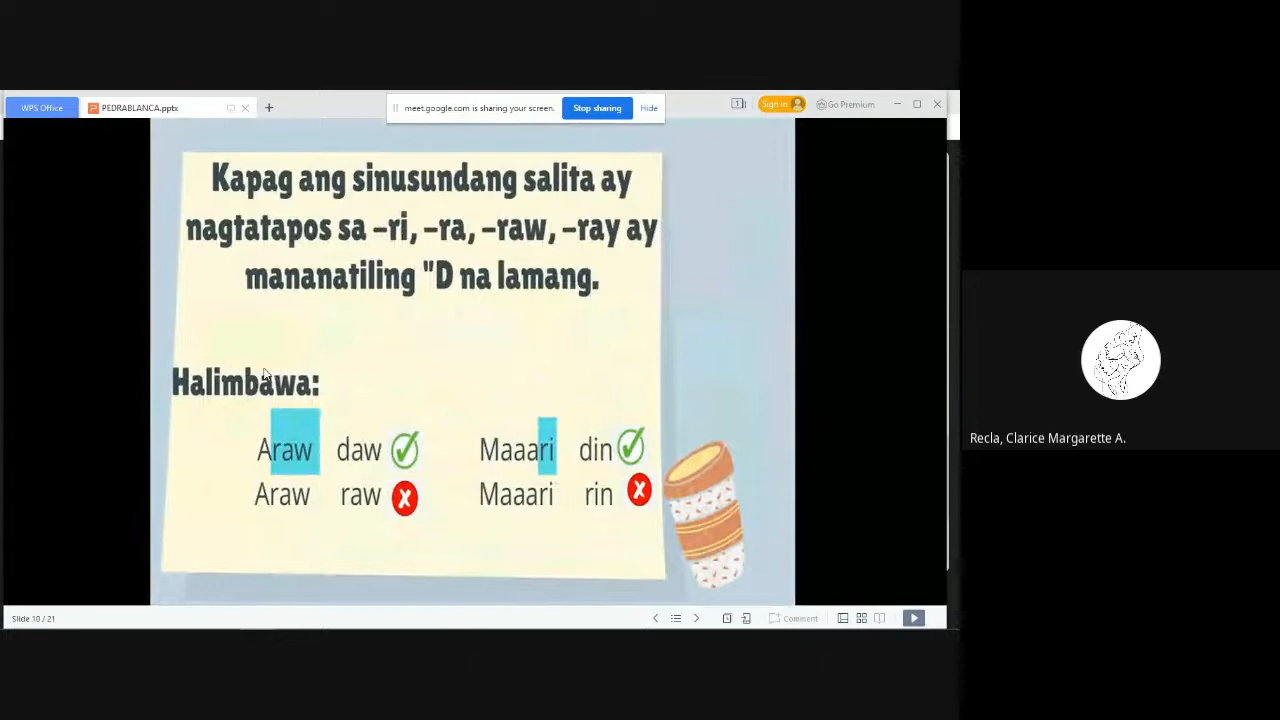 WPS Office
PEDRABLANCA.pptx
meet.google.com is sharing your screen.
Stop sharing
Hide
1
Sign in
Go Premium
Kapag ang sinusundang salita ay
nagtatapos sa –ri, –ra, –raw, –ray ay
mananatiling "D na lamang.
Halimbawa:
Araw daw
Maaari din
Araw raw
Maaari rin
Recla, Clarice Margarette A.
Slide 10 / 21
Comment